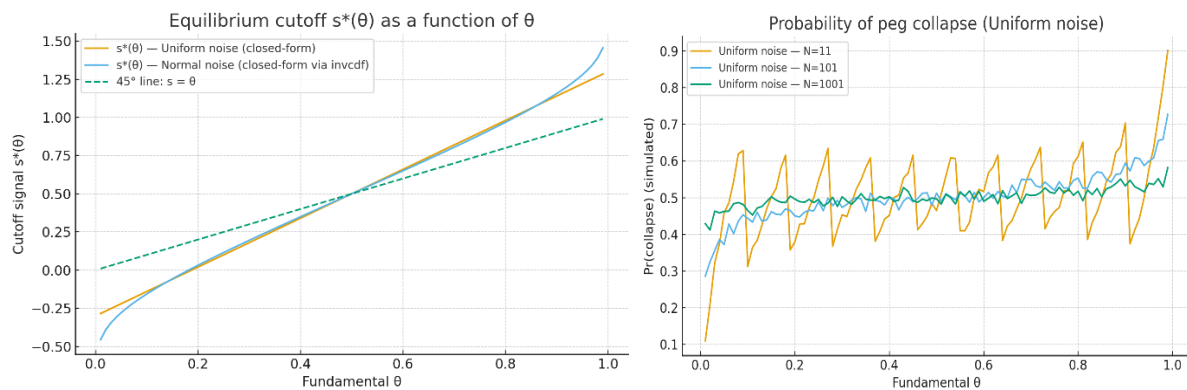 Equilibrium cutoff s*(θ) as a function of θ
s*(θ) — Uniform noise (closed-form)
s*(θ) — Normal noise (closed-form via invcdf)
45° line: s = θ
Cutoff signal s*(θ)
1.50
1.25
1.00
0.75
0.50
0.25
0.00
−0.25
−0.50
0.0 0.2 0.4 0.6 0.8 1.0
Fundamental θ
Probability of peg collapse (Uniform noise)
Uniform noise — N=11
Uniform noise — N=101
Uniform noise — N=1001
Pr(collapse) (simulated)
0.9
0.8
0.7
0.6
0.5
0.4
0.3
0.2
0.1
0.0 0.2 0.4 0.6 0.8 1.0
Fundamental θ